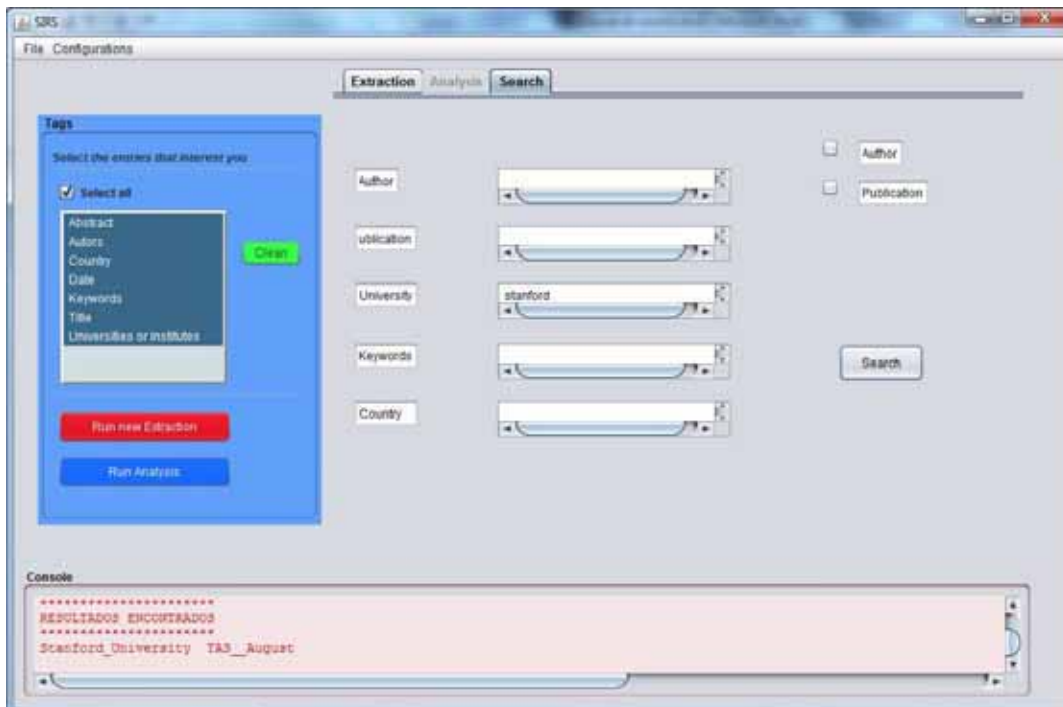 SIRS
File Configurations
Extraction Analysis Search
Tags
Select the entries that interest you
Select all
Abstract
Autors
Country
Date
Keywords
Title
Universities or Institutes
Clean
Run new Extraction
Run Analysis
Author
ublication
University
stanford
Keywords
Country
Author
Publication
Search
Console
**********************
RESULTADOS ENCONTRADOS
**********************
Stanford_University TAS__August